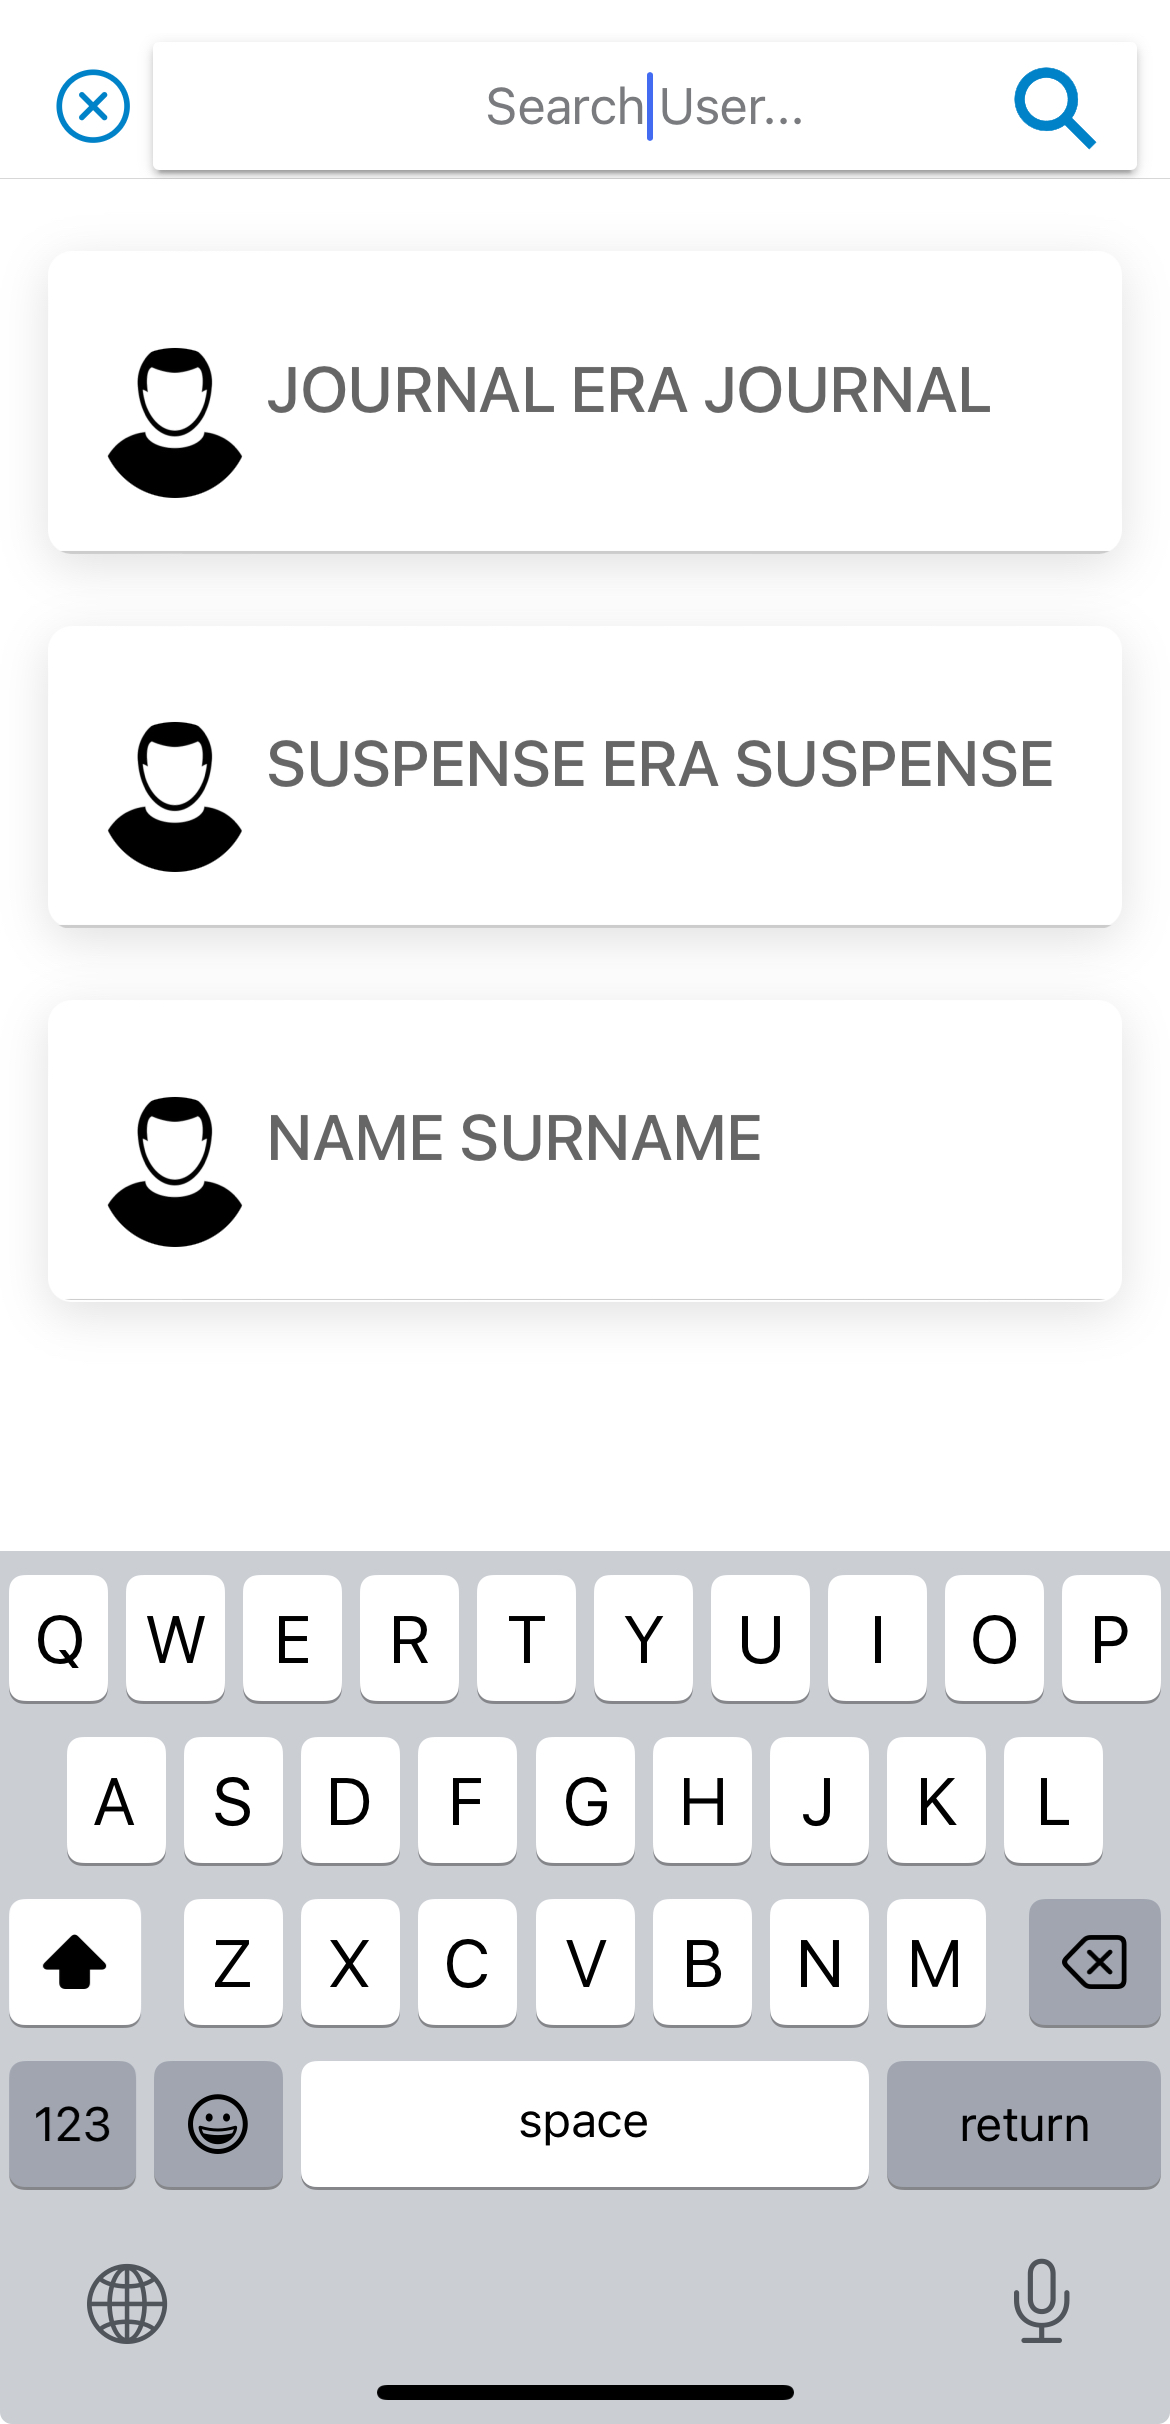 Search User...
JOURNAL ERA JOURNAL
SUSPENSE ERA SUSPENSE
NAME SURNAME
Q W E R T Y U I O P
A S D F G H J K L
Z X C V B N M
123 space return